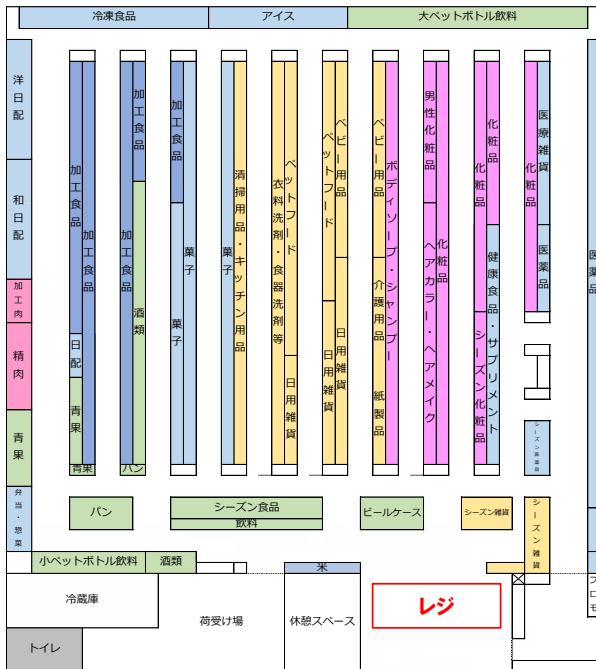 冷凍食品
アイス
大ペットボトル飲料
洋日配
和日配
加工肉
精肉
青果
弁当・惣菜
加工食品
日配
青果
加工食品
青果
加工食品
パン
加工食品
酒類
加工食品
菓子
菓子
菓子
清掃用品・キッチン用品
衣料洗剤・食器洗剤等
ペットフード
日用雑貨
ペットフード
日用雑貨
ベビー用品
日用雑貨
ベビー用品
介護用品
紙製品
ボディソープ・シャンプー
男性化粧品
ヘアカラー・ヘアメイク
化粧品
化粧品
シーズン化粧品
化粧品
健康食品・サプリメント
化粧品
医療雑貨
医薬品
シーズン医薬品
医薬品
パン
シーズン食品
飲料
ビールケース
シーズン雑貨
シーズン雑貨
小ペットボトル飲料
酒類
米
冷蔵庫
荷受け場
休憩スペース
レジ
プロモ
トイレ